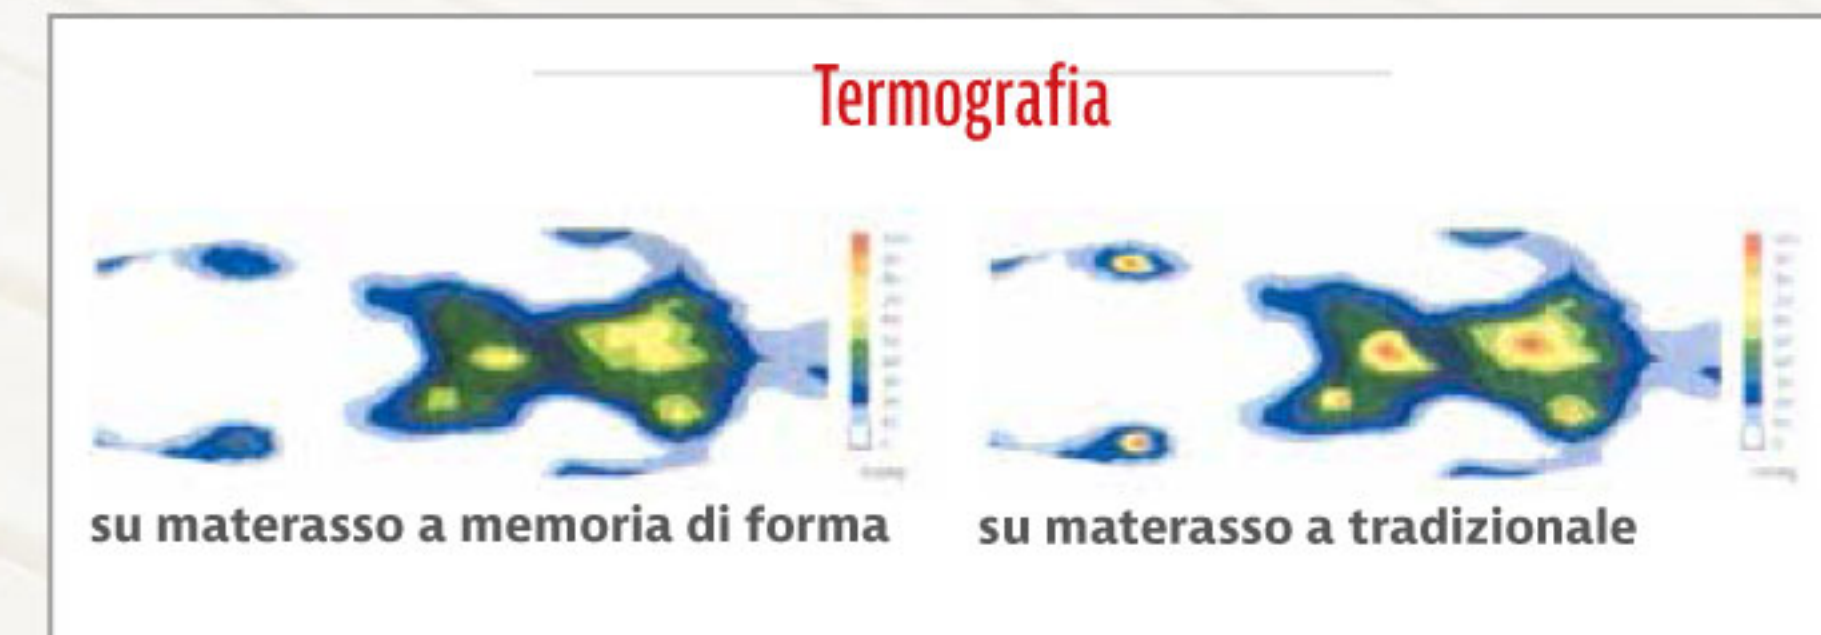 Termografia
su materasso a memoria di forma
su materasso a tradizionale